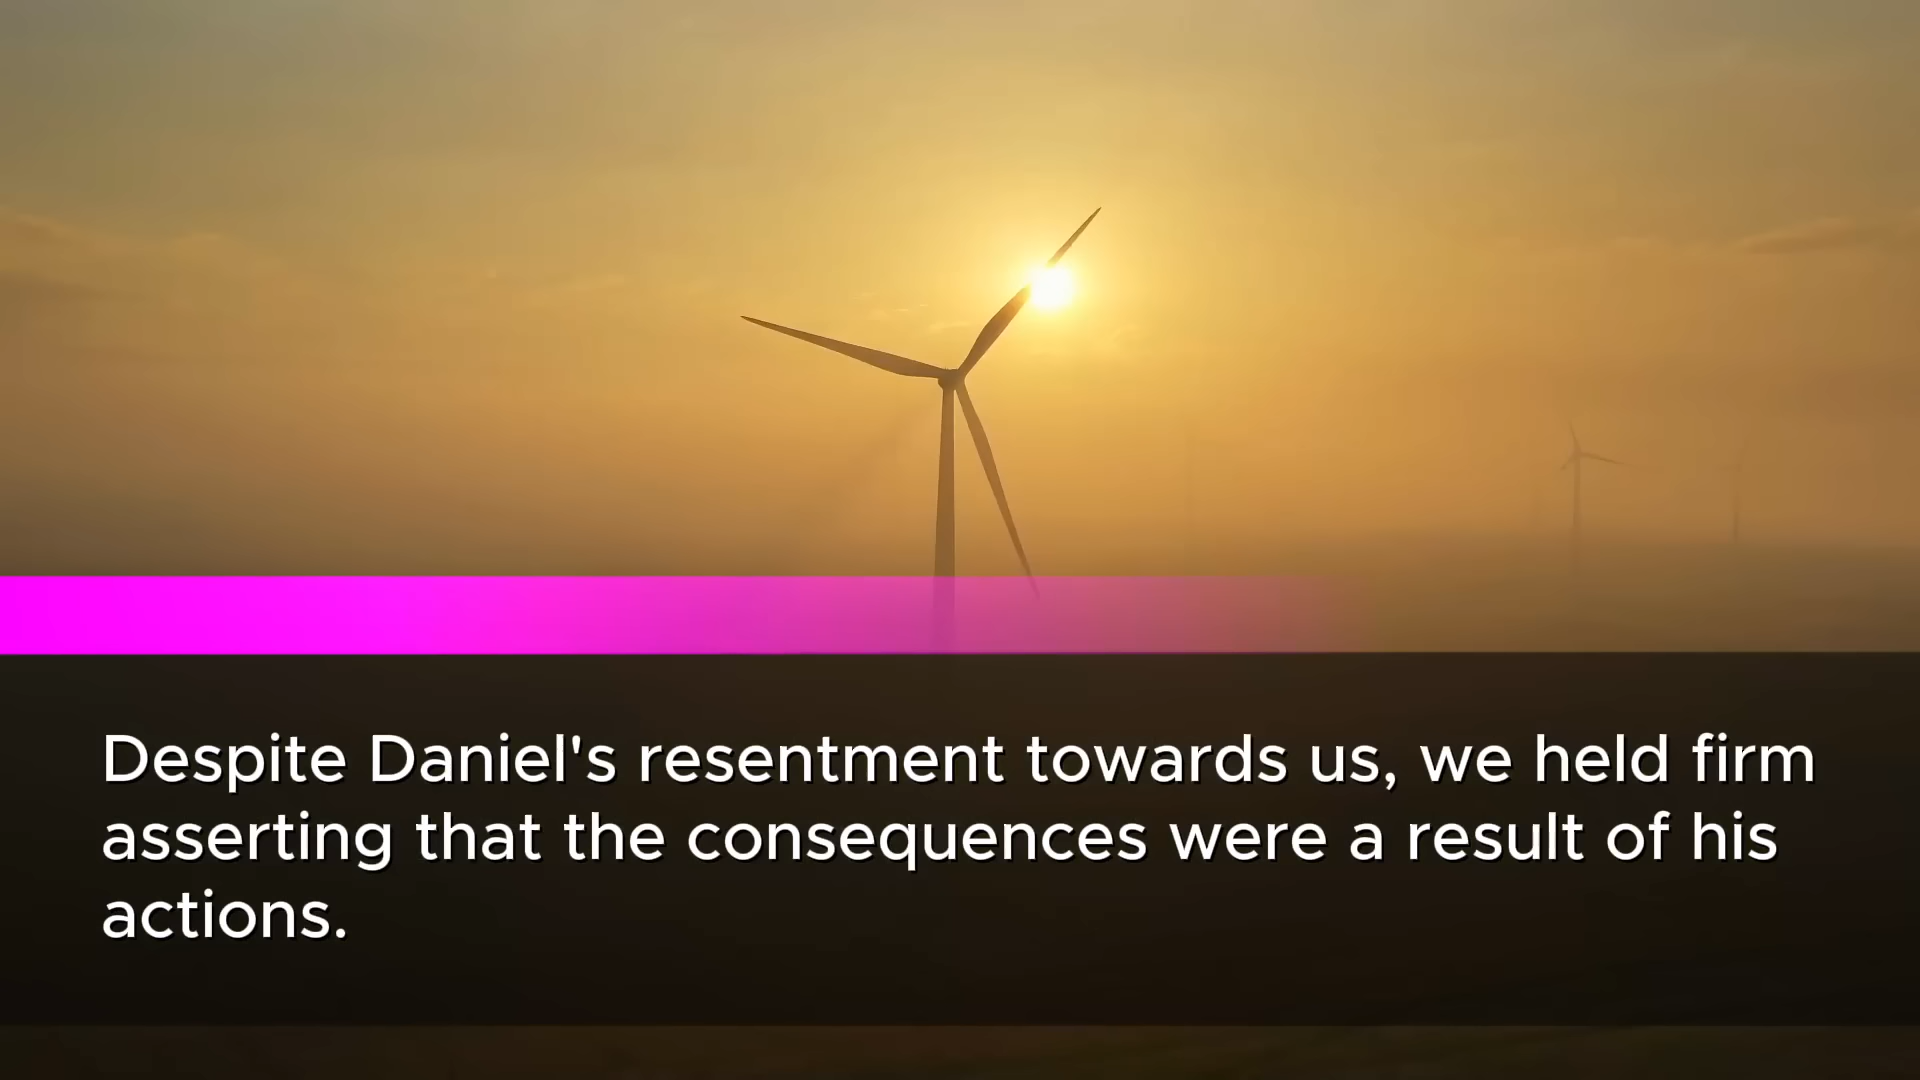 Despite Daniel's resentment towards us, we held firm
asserting that the consequences were a result of his
actions.